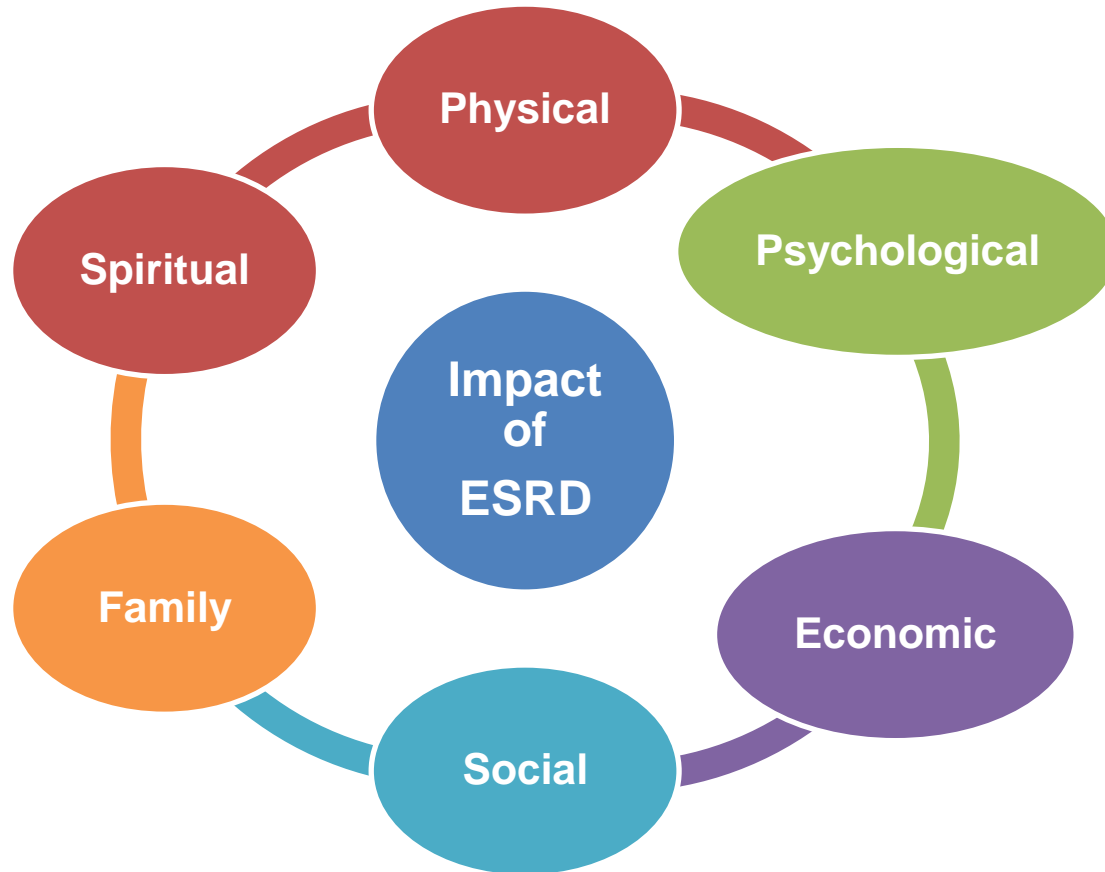 Physical
Psychological
Spiritual
Impact
of
ESRD
Family
Economic
Social